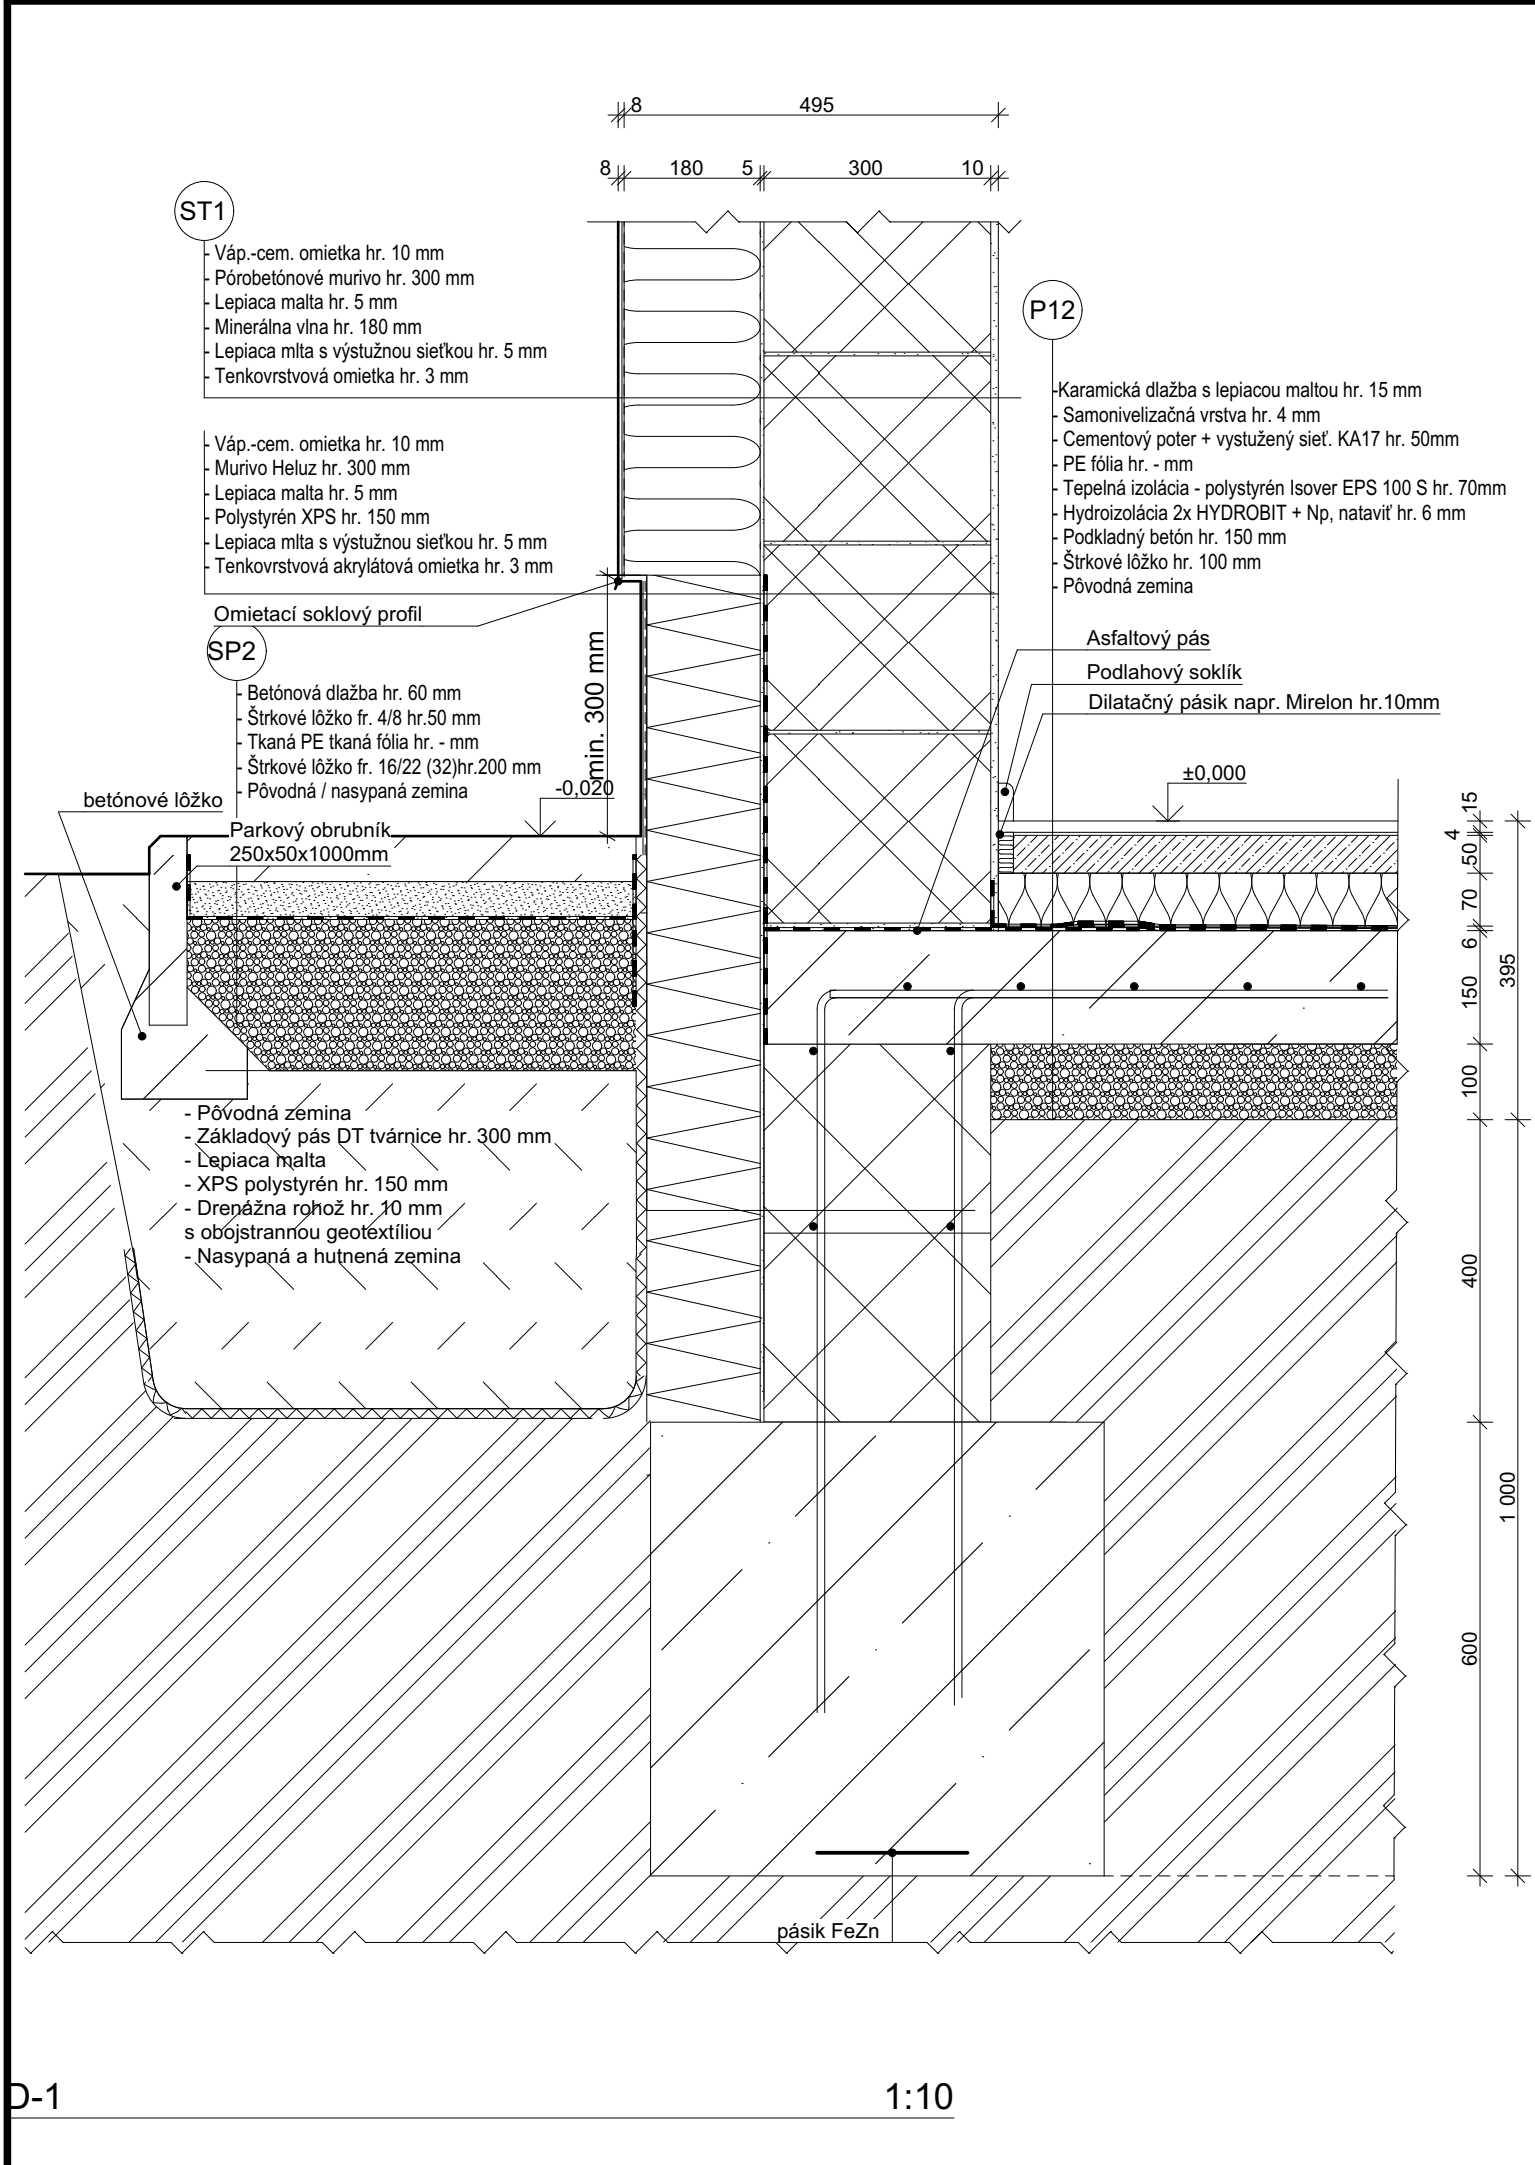 8
495
8
180
5
300
10
ST1
- Váp.-cem. omietka hr. 10 mm
- Pórobetónové murivo hr. 300 mm
- Lepiaca malta hr. 5 mm
- Minerálna vlna hr. 180 mm
- Lepiaca mlta s výstužnou sieťkou hr. 5 mm
- Tenkovrstvová omietka hr. 3 mm
- Váp.-cem. omietka hr. 10 mm
- Murivo Heluz hr. 300 mm
- Lepiaca malta hr. 5 mm
- Polystyrén XPS hr. 150 mm
- Lepiaca mlta s výstužnou sieťkou hr. 5 mm
- Tenkovrstvová akrylátová omietka hr. 3 mm
Omietací soklový profil
P12
-Karamická dlažba s lepiacou maltou hr. 15 mm
- Samonivelizačná vrstva hr. 4 mm
- Cementový poter + vystužený sieť. KA17 hr. 50mm
- PE fólia hr. - mm
- Tepelná izolácia - polystyrén Isover EPS 100 S hr. 70mm
- Hydroizolácia 2x HYDROBIT + Np, nataviť hr. 6 mm
- Podkladný betón hr. 150 mm
- Štrkové lôžko hr. 100 mm
- Pôvodná zemina
Asfaltový pás
Podlahový soklík
Dilatačný pásik napr. Mirelon hr.10mm
SP2
- Betónová dlažba hr. 60 mm
- Štrkové lôžko fr. 4/8 hr.50 mm
- Tkaná PE tkaná fólia hr. - mm
- Štrkové lôžko fr. 16/22 (32)hr.200 mm
- Pôvodná / nasypaná zemina
min. 300 mm
-0,020
±0,000
betónové lôžko
Parkový obrubník
250x50x1000mm
15
4
50
70
6
150
100
395
400
600
1 000
- Pôvodná zemina
- Základový pás DT tvárnice hr. 300 mm
- Lepiaca malta
- XPS polystyrén hr. 150 mm
- Drenážna rohož hr. 10 mm
s obojstrannou geotextíliou
- Nasypaná a hutnená zemina
pásik FeZn
D-1
1:10